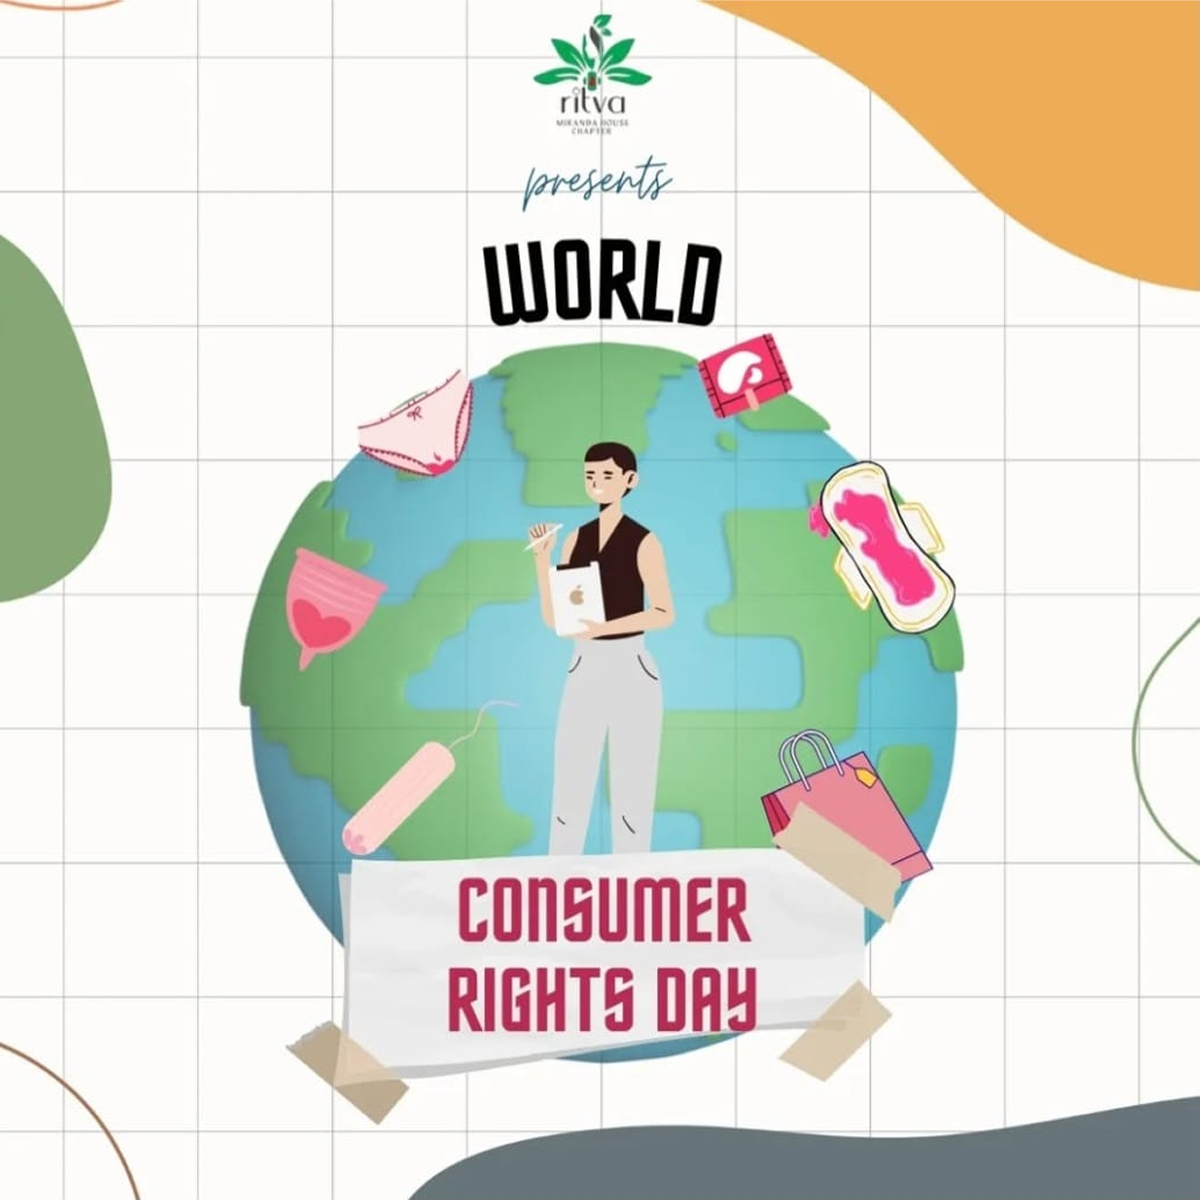 ritva
MIRANDA HOUSE
CHAPTER
presents
WORLD
CONSUMER
RIGHTS DAY